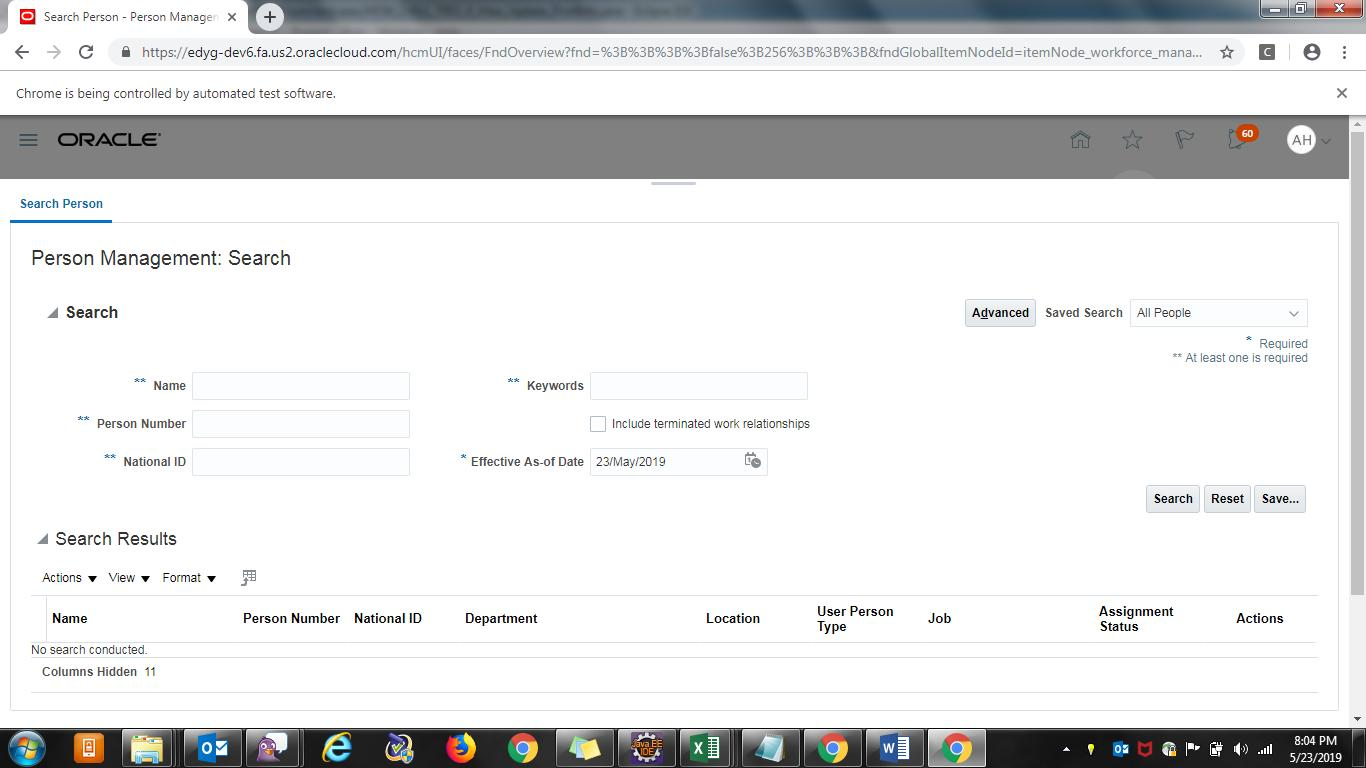 Search Person - Person Managen
https://edyg-dev6.fa.us2.oraclecloud.com/hcmUI/faces/FndOverview?fnd=%3B%3B%3B%3Bfalse%3B256%3B%3B%3B&fndGlobalItemNodeId=itemNode_workforce_mana...
C
Chrome is being controlled by automated test software.
ORACLE
60
AH
Search Person
Person Management: Search
Search
Advanced Saved Search All People
* Required
** At least one is required
** Name
** Keywords
** Person Number
Include terminated work relationships
** National ID
* Effective As-of Date 23/May/2019
Search Reset Save...
Search Results
Actions View Format
Name Person Number National ID Department Location User Person Type Job Assignment Status Actions
No search conducted.
Columns Hidden 11
Java EE
IDE
8:04 PM
5/23/2019